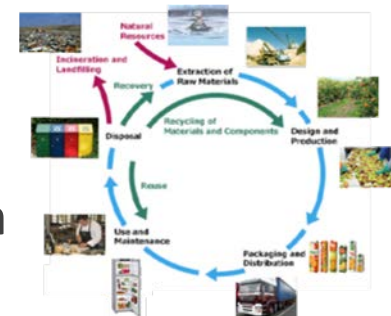 Natural
Resources
Incineration and
Landfilling
Extraction of
Raw Materials
Recovery
Recycling of
Materials and Components
Disposal
Design and
Production
Reuse
Use and
Maintenance
Packaging and
Distribution